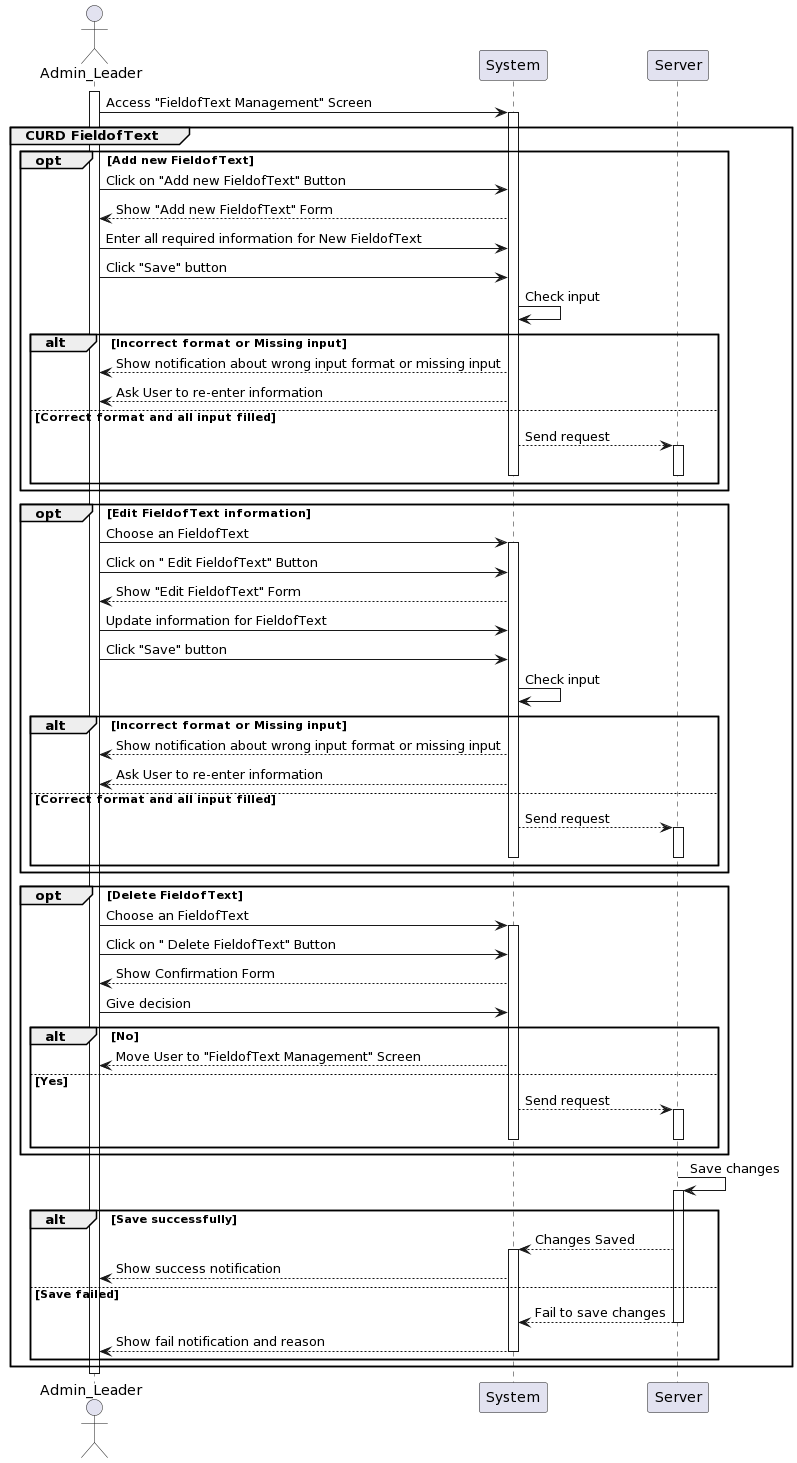 Admin_Leader
System
Server
Access "FieldofText Management" Screen
CURD FieldofText
opt [Add new FieldofText]
Click on "Add new FieldofText" Button
Show "Add new FieldofText" Form
Enter all required information for New FieldofText
Click "Save" button
Check input
alt [Incorrect format or Missing input]
Show notification about wrong input format or missing input
Ask User to re-enter information
[Correct format and all input filled]
Send request
opt [Edit FieldofText information]
Choose an FieldofText
Click on " Edit FieldofText" Button
Show "Edit FieldofText" Form
Update information for FieldofText
Click "Save" button
Check input
alt [Incorrect format or Missing input]
Show notification about wrong input format or missing input
Ask User to re-enter information
[Correct format and all input filled]
Send request
opt [Delete FieldofText]
Choose an FieldofText
Click on " Delete FieldofText" Button
Show Confirmation Form
Give decision
alt [No]
Move User to "FieldofText Management" Screen
[Yes]
Send request
Save changes
alt [Save successfully]
Changes Saved
Show success notification
[Save failed]
Fail to save changes
Show fail notification and reason
Admin_Leader
System
Server